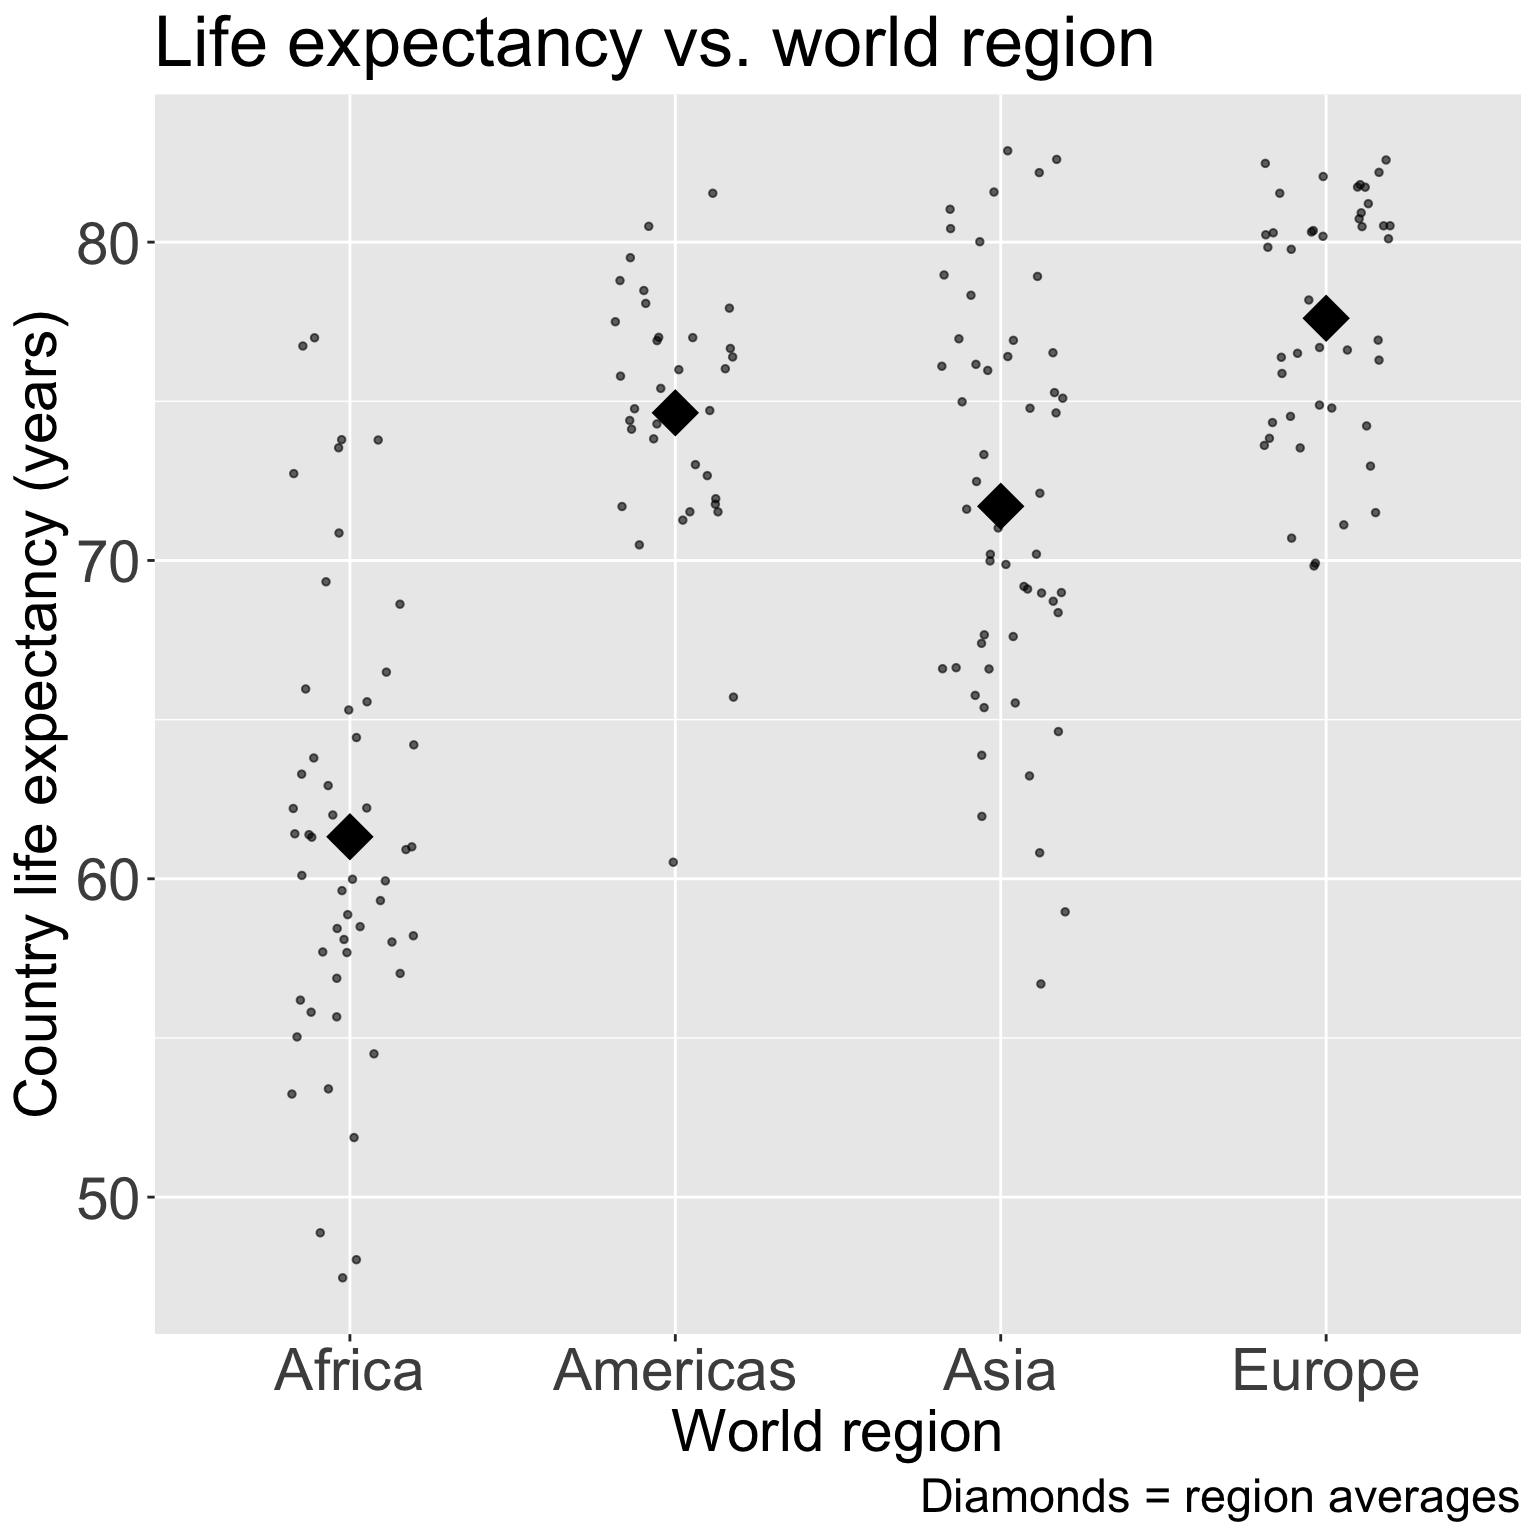 Life expectancy vs. world region
Country life expectancy (years)
80
70
60
50
Africa Americas Asia Europe
World region
Diamonds = region averages